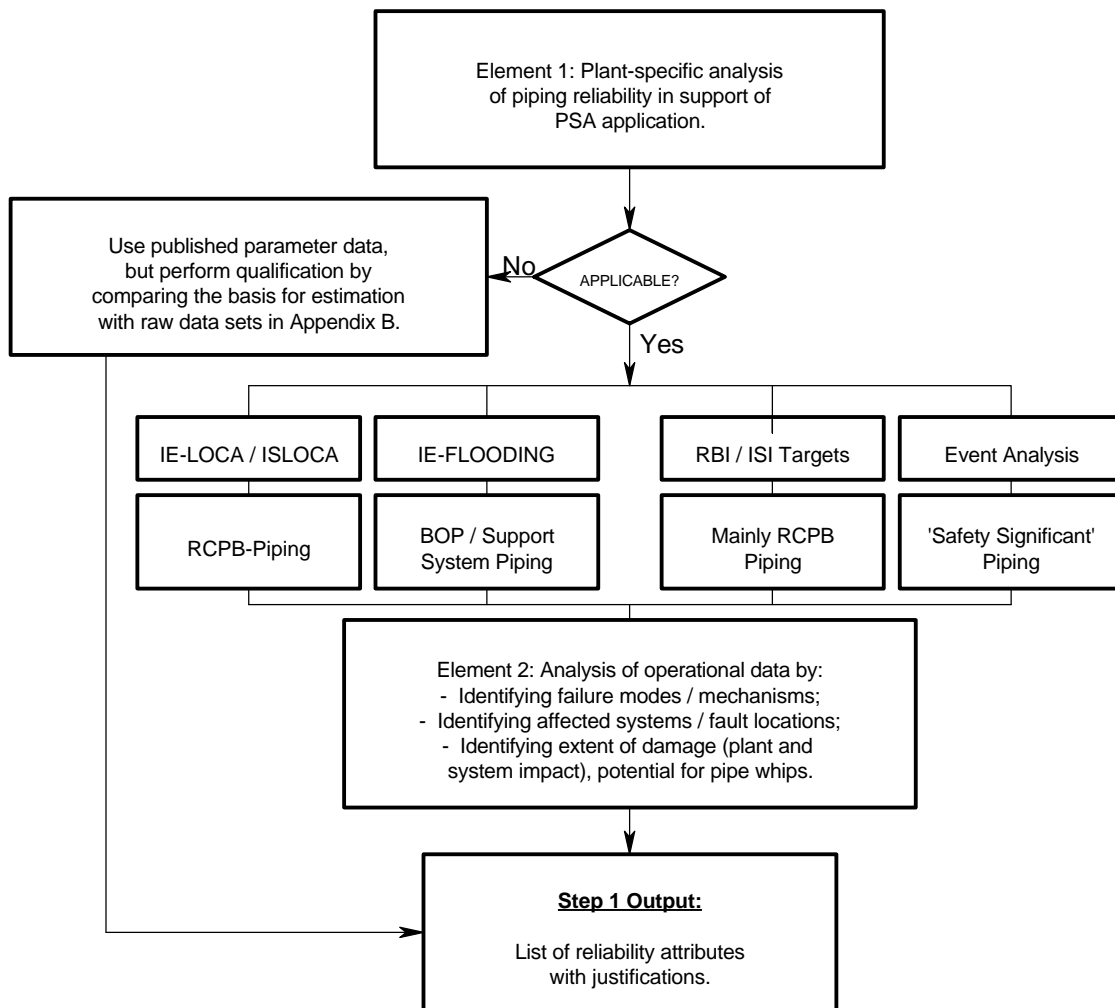 Element 1: Plant-specific analysis
of piping reliability in support of
PSA application.
Use published parameter data,
but perform qualification by
comparing the basis for estimation
with raw data sets in Appendix B.
No
APPLICABLE?
Yes
IE-LOCA / ISLOCA
IE-FLOODING
RBI / ISI Targets
Event Analysis
RCPB-Piping
BOP / Support
System Piping
Mainly RCPB
Piping
'Safety Significant'
Piping
Element 2: Analysis of operational data by:
- Identifying failure modes / mechanisms;
- Identifying affected systems / fault locations;
- Identifying extent of damage (plant and
system impact), potential for pipe whips.
Step 1 Output:
List of reliability attributes
with justifications.